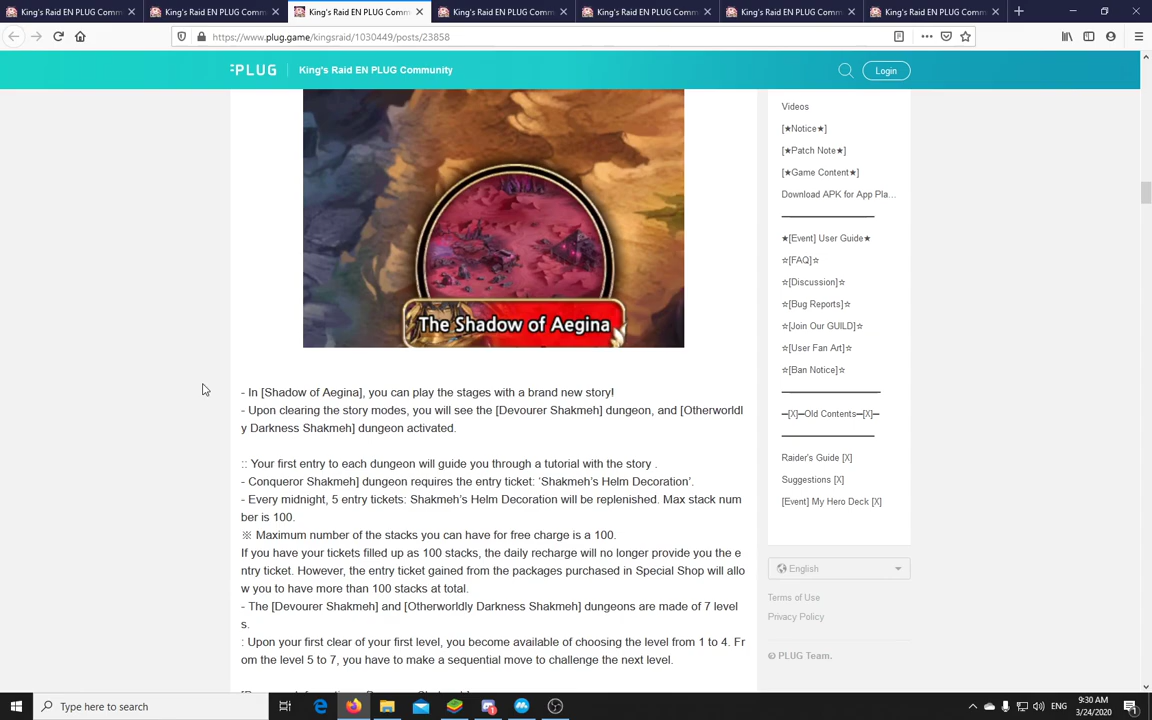 King's Raid EN PLUG Comm
King's Raid EN PLUG Commu
King's Raid EN PLUG Comm
King's Raid EN PLUG Commu
King's Raid EN PLUG Commu
King's Raid EN PLUG Commu
King's Raid EN PLUG Commu
https://www.plug.game/kingsraid/1030449/posts/23858
PLUG
King's Raid EN PLUG Community
Login
The Shadow of Aegina
- In [Shadow of Aegina], you can play the stages with a brand new story!
- Upon clearing the story modes, you will see the [Devourer Shakmeh] dungeon, and [Otherworldl
y Darkness Shakmeh] dungeon activated.
:: Your first entry to each dungeon will guide you through a tutorial with the story .
- Conqueror Shakmeh] dungeon requires the entry ticket: ‘Shakmeh’s Helm Decoration’.
- Every midnight, 5 entry tickets: Shakmeh’s Helm Decoration will be replenished. Max stack num
ber is 100.
※ Maximum number of the stacks you can have for free charge is a 100.
If you have your tickets filled up as 100 stacks, the daily recharge will no longer provide you the e
ntry ticket. However, the entry ticket gained from the packages purchased in Special Shop will allo
w you to have more than 100 stacks at total.
- The [Devourer Shakmeh] and [Otherworldly Darkness Shakmeh] dungeons are made of 7 level
s.
: Upon your first clear of your first level, you become available of choosing the level from 1 to 4. Fr
om the level 5 to 7, you have to make a sequential move to challenge the next level.
Videos
[★Notice★]
[★Patch Note★]
[★Game Content★]
Download APK for App Pla...
★[Event] User Guide★
☆[FAQ]☆
☆[Discussion]☆
☆[Bug Reports]☆
☆[Join Our GUILD]☆
☆[User Fan Art]☆
☆[Ban Notice]☆
━[X]━Old Contents━[X]━
Raider's Guide [X]
Suggestions [X]
[Event] My Hero Deck [X]
English
Terms of Use
Privacy Policy
© PLUG Team.
Type here to search
ENG
9:30 AM
3/24/2020